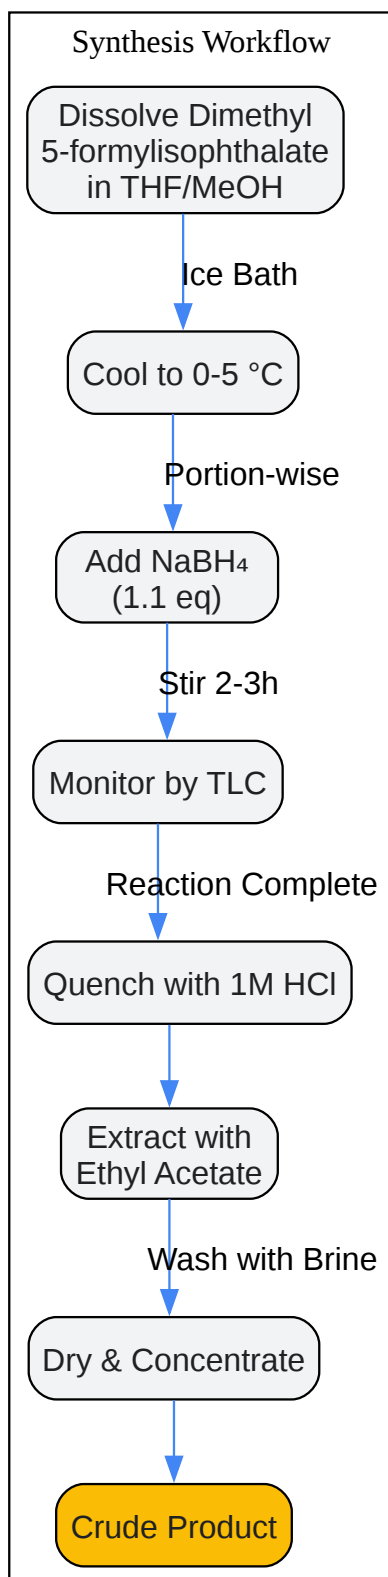 Synthesis Workflow
Dissolve Dimethyl
5-formylisophthalate
in THF/MeOH
Ice Bath
Cool to 0-5 °C
Portion-wise
Add NaBH₄
(1.1 eq)
Stir 2-3h
Monitor by TLC
Reaction Complete
Quench with 1M HCl
Extract with
Ethyl Acetate
Wash with Brine
Dry & Concentrate
Crude Product